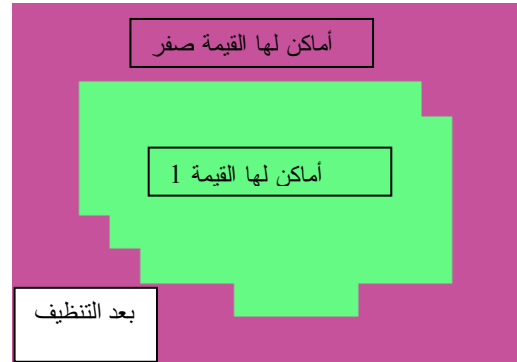 أماكن لها القيمة صفر
أماكن لها القيمة 1
بعد التنظيف